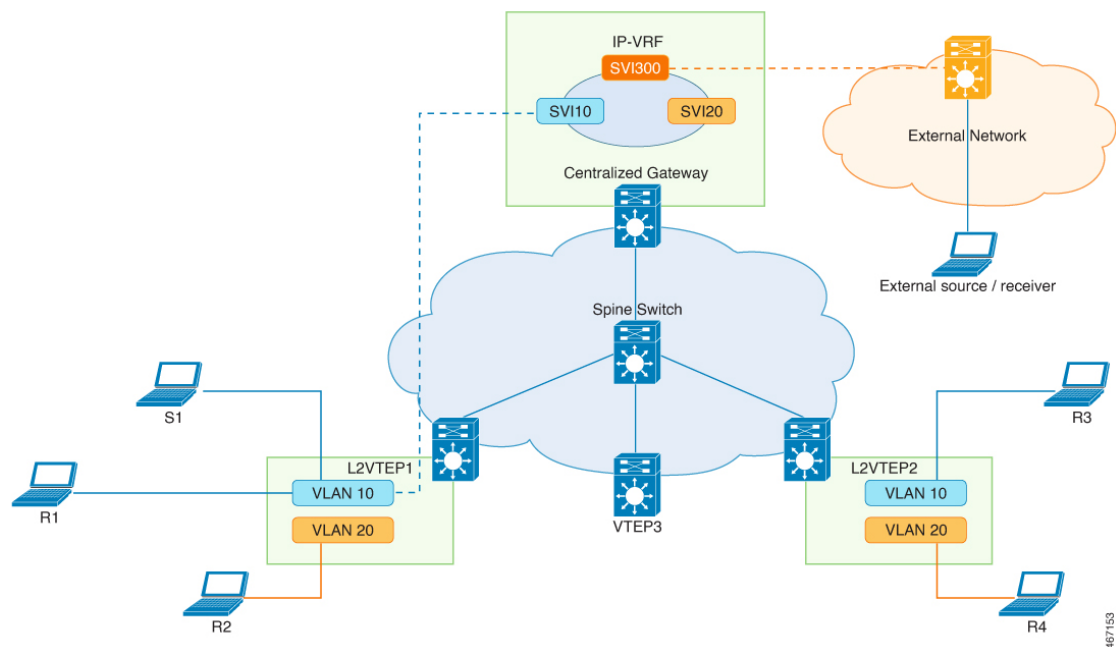 IP-VRF
SVI300
SVI10
SVI20
External Network
Centralized Gateway
External source / receiver
Spine Switch
S1
R3
L2VTEP1
L2VTEP2
R1
VLAN 10
VLAN 10
VLAN 20
VTEP3
VLAN 20
R2
R4
467153